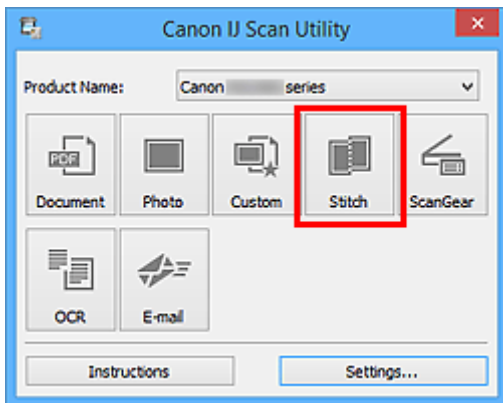 Canon IJ Scan Utility
Product Name: Canon series
PDF
Document Photo Custom Stitch ScanGear
OCR E-mail
Instructions Settings...